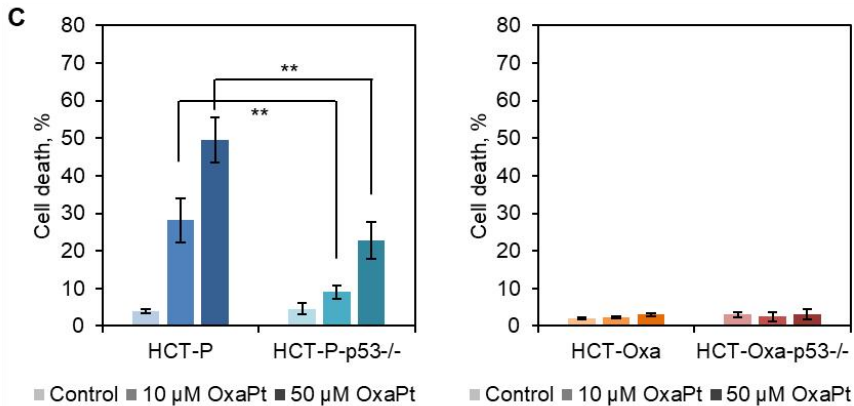 C
80
70
60
50
40
30
20
10
0
Cell death, %
**
**
HCT-P HCT-P-p53-/-
Control 10 µM OxaPt 50 µM OxaPt
80
70
60
50
40
30
20
10
0
Cell death, %
HCT-Oxa HCT-Oxa-p53-/-
Control 10 µM OxaPt 50 µM OxaPt